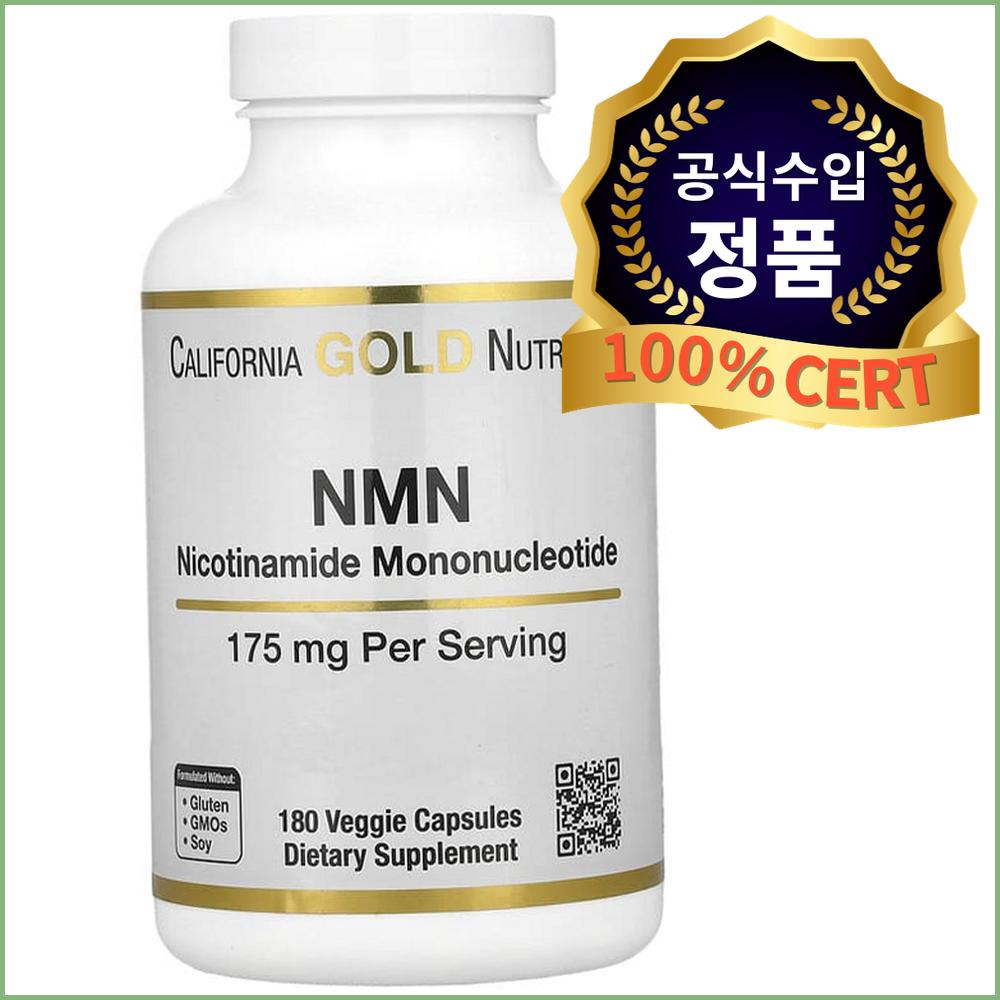 공식수입
정품
100% CERT
CALIFORNIA GOLD
NMN
Nicotinamide Mononucleotide
175 mg Per Serving
Formulated Without:
• Gluten
• GMOs
• Soy
180 Veggie Capsules
Dietary Supplement